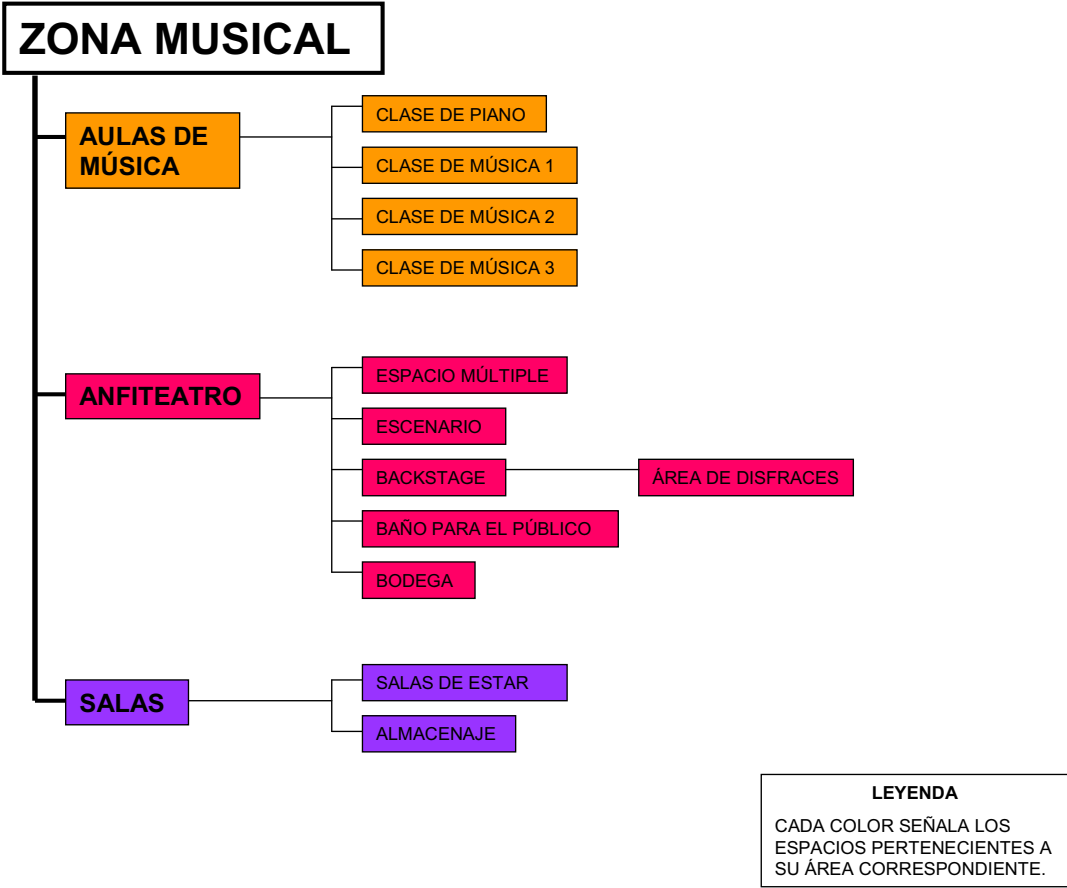 ZONA MUSICAL
AULAS DE
MÚSICA
CLASE DE PIANO
CLASE DE MÚSICA 1
CLASE DE MÚSICA 2
CLASE DE MÚSICA 3
ANFITEATRO
ESPACIO MÚLTIPLE
ESCENARIO
BACKSTAGE
ÁREA DE DISFRACES
BAÑO PARA EL PÚBLICO
BODEGA
SALAS
SALAS DE ESTAR
ALMACENAJE
LEYENDA
CADA COLOR SEÑALA LOS
ESPACIOS PERTENECIENTES A
SU ÁREA CORRESPONDIENTE.